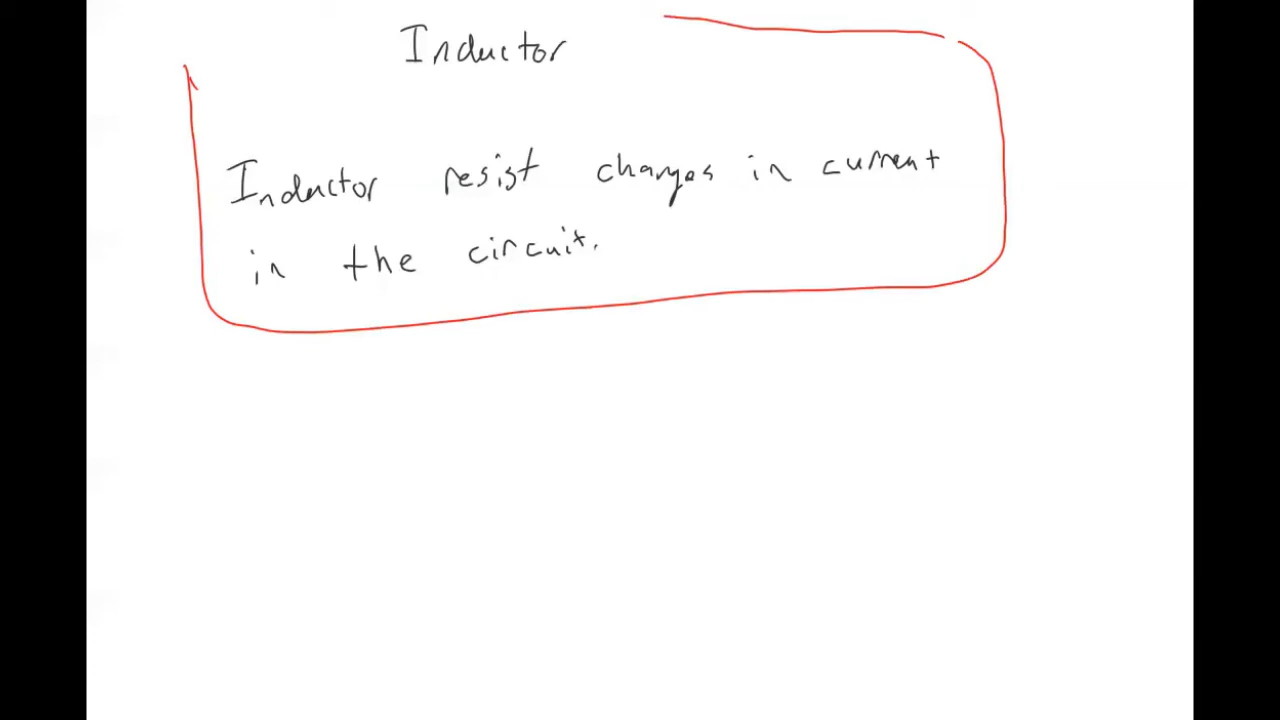 Inductor
Inductor resist changes in current
in the circuit.